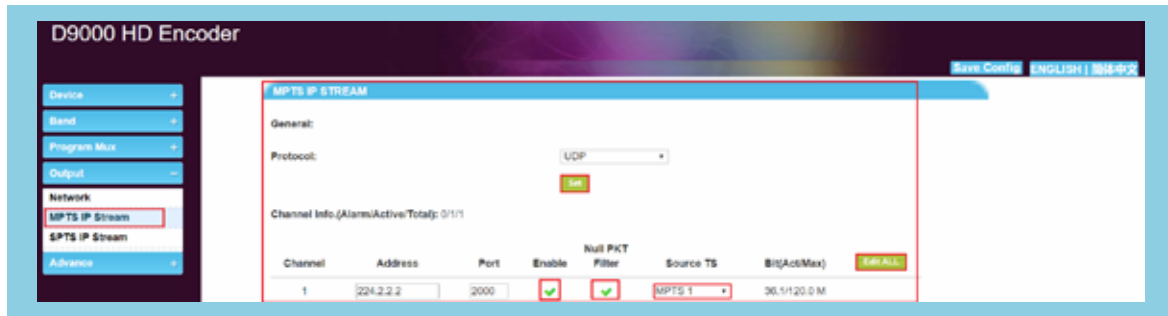 D9000 HD Encoder
Save Config ENGLISH | 简体中文
Device +
Band +
Program Mux +
Output −
Network
MPTS IP Stream
SPTS IP Stream
Advance +
MPTS IP STREAM
General:
Protocol: UDP
Set
Channel Info.(Alarm/Active/Total): 0/1/1
Channel Address Port Enable Null PKT Filter Source TS Bit(Act/Max) Edit ALL
1 224.2.2.2 2000 MPTS 1 36.1/120.0 M